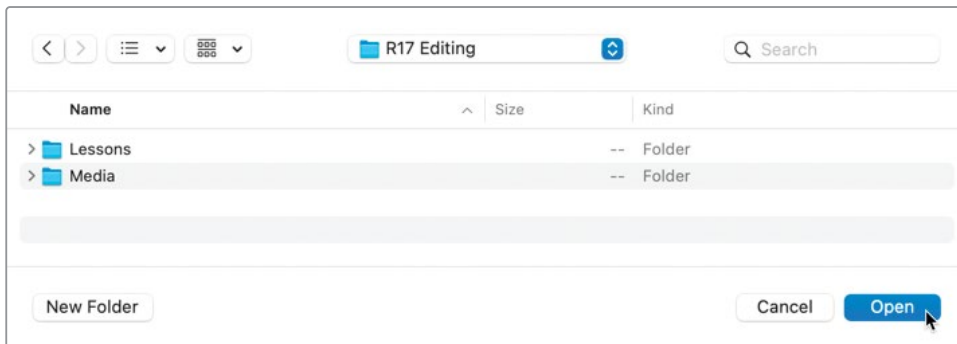 R17 Editing Search
Name Size Kind
Lessons -- Folder
Media -- Folder
New Folder Cancel Open